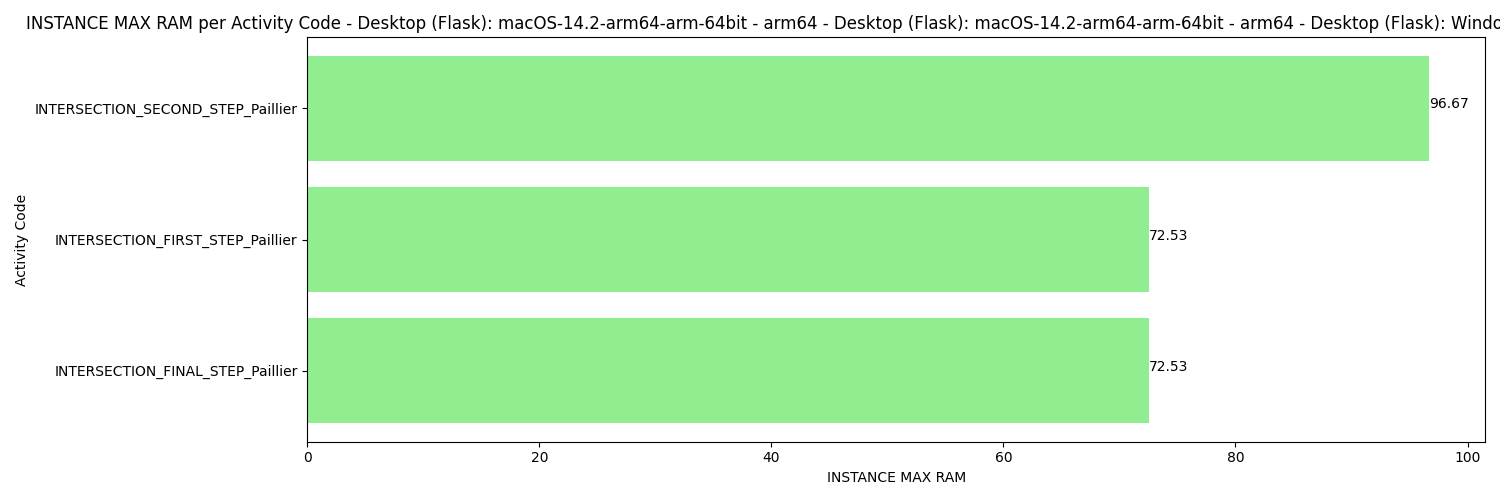 INSTANCE MAX RAM per Activity Code - Desktop (Flask): macOS-14.2-arm64-arm-64bit - arm64 - Desktop (Flask): macOS-14.2-arm64-arm-64bit - arm64 - Desktop (Flask): Windo
INTERSECTION_SECOND_STEP_Paillier
96.67
Activity Code
INTERSECTION_FIRST_STEP_Paillier
72.53
INTERSECTION_FINAL_STEP_Paillier
72.53
0 20 40 60 80 100
INSTANCE MAX RAM